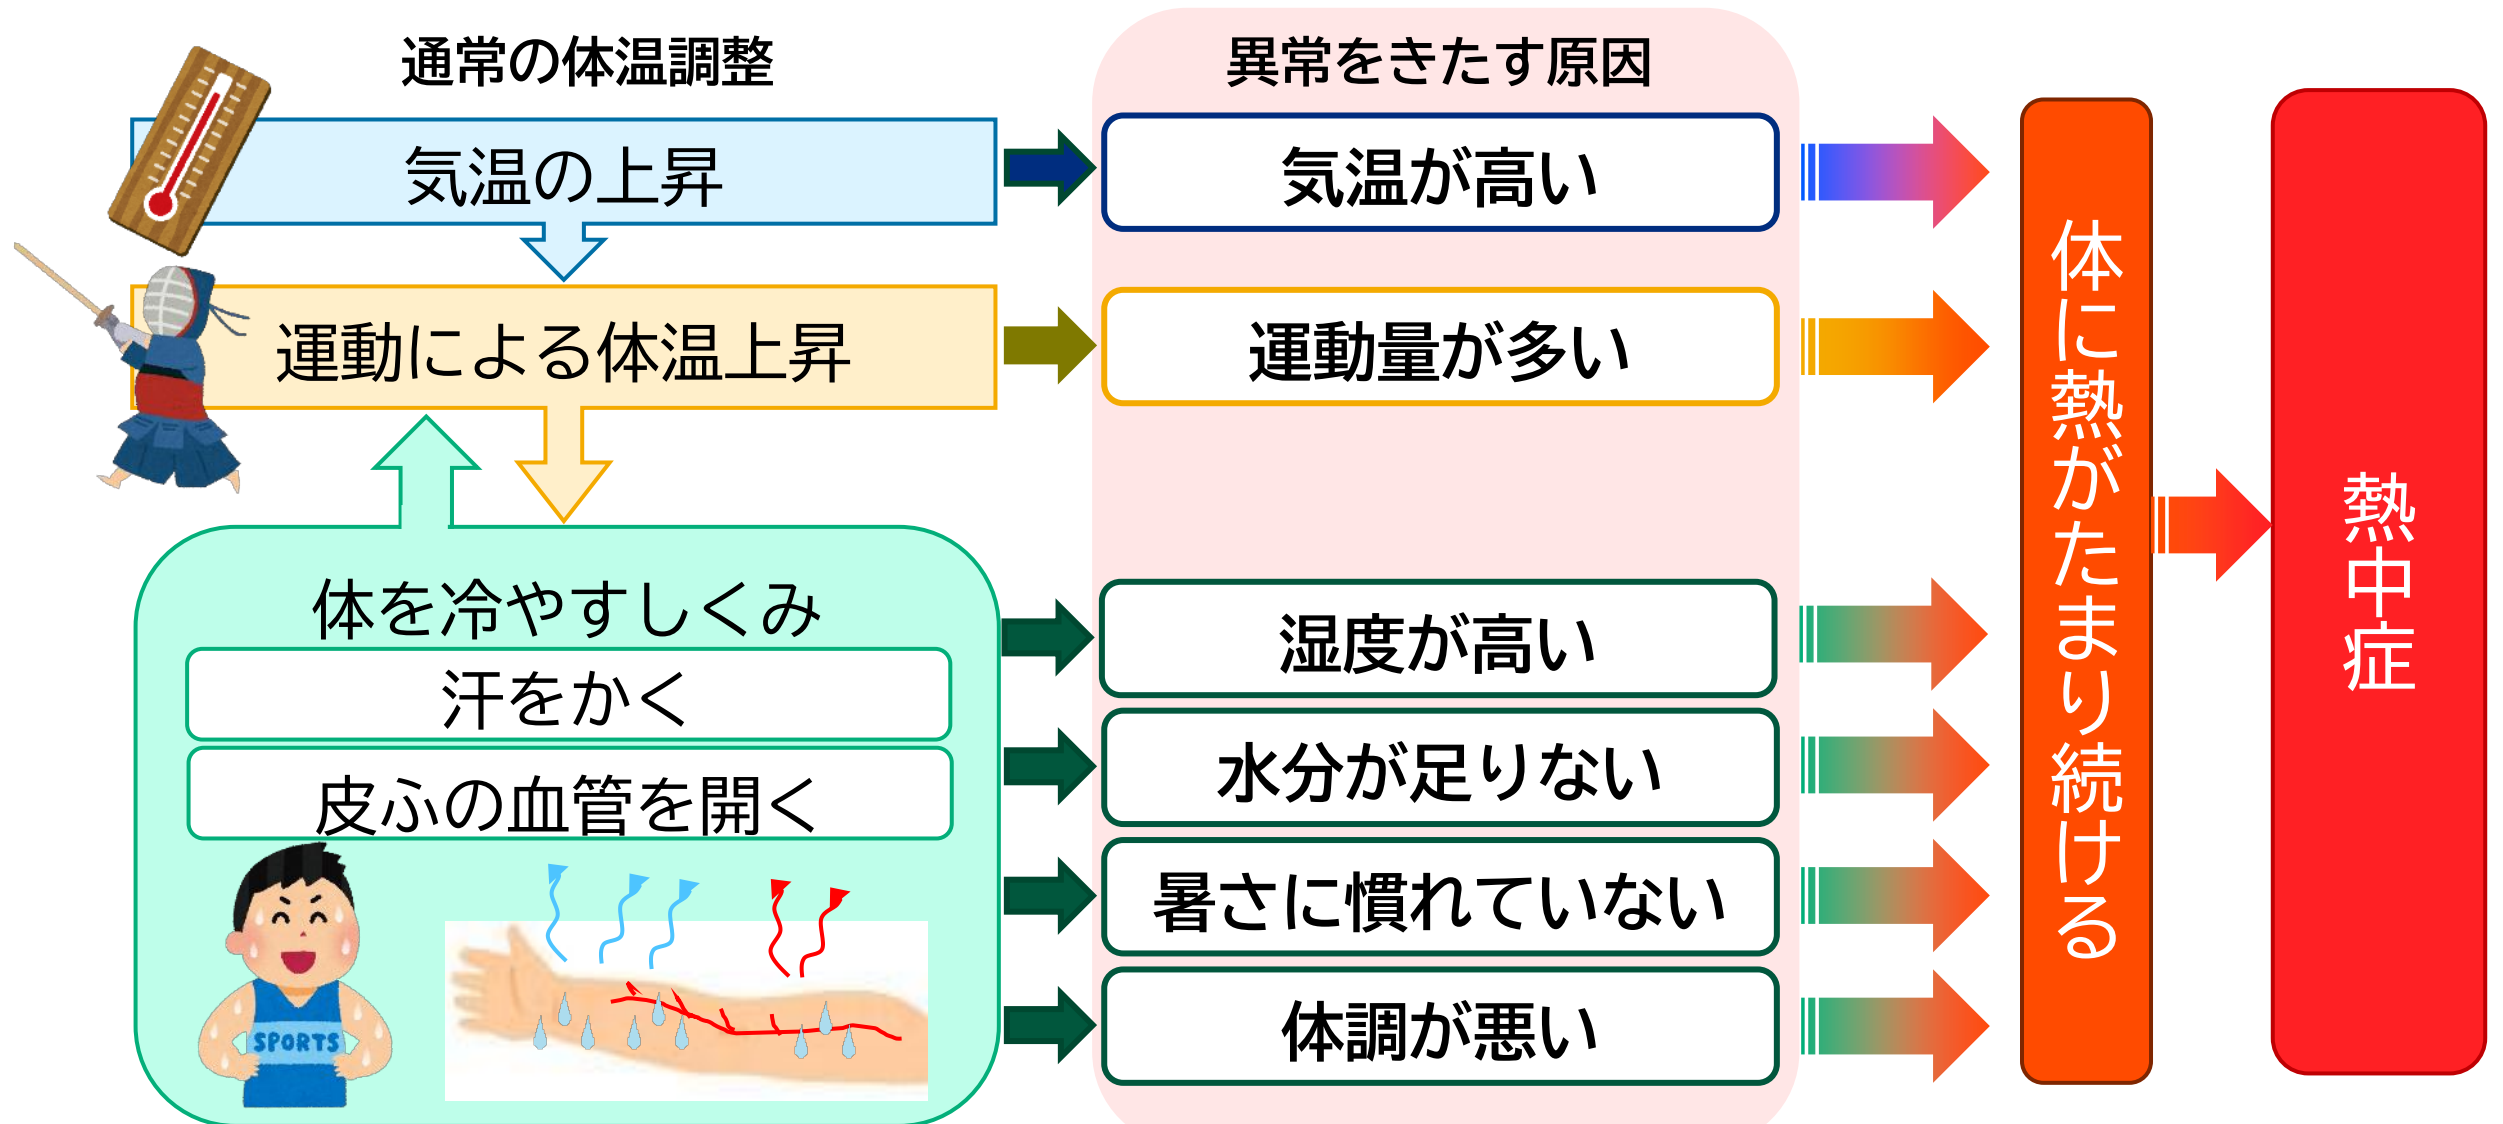 通常の体温調整
気温の上昇
運動による体温上昇
体を冷やすしくみ
汗をかく
皮ふの血管を開く
SPORTS
異常をきたす原因
気温が高い
運動量が多い
湿度が高い
水分が足りない
暑さに慣れていない
体調が悪い
体に熱がたまり続ける
熱中症